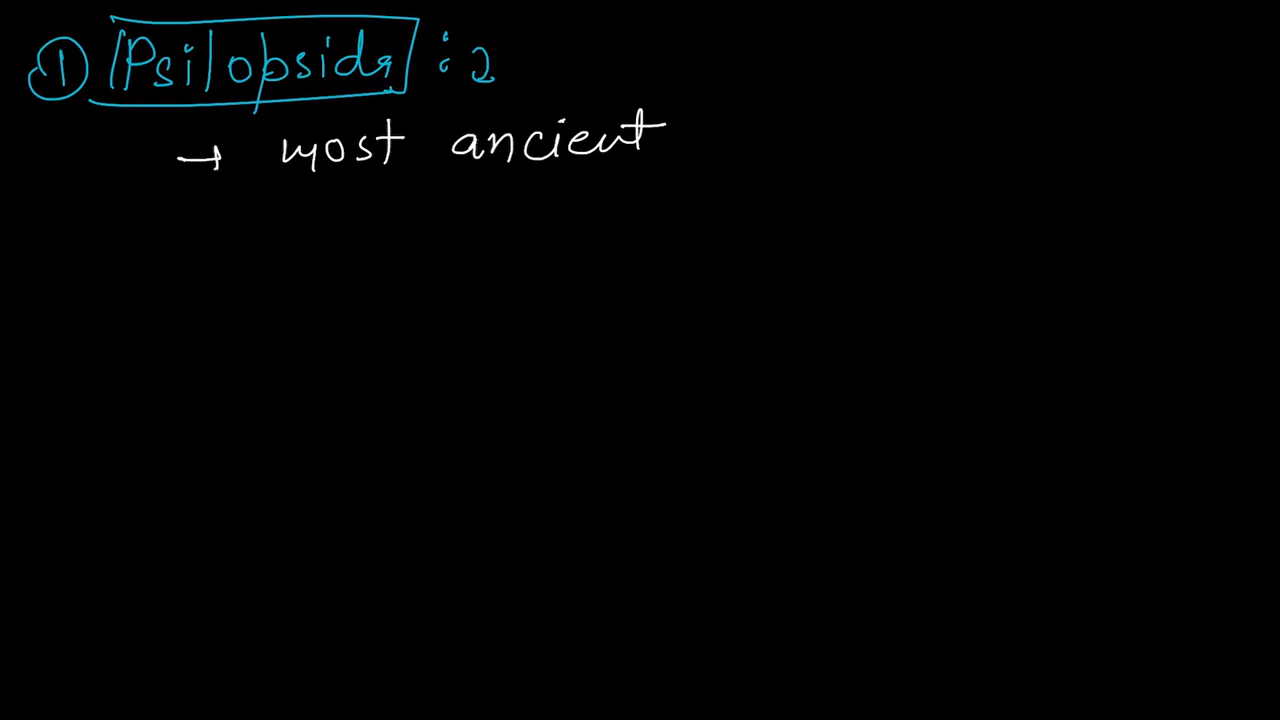 ① Psilopsida :2
→ most ancient